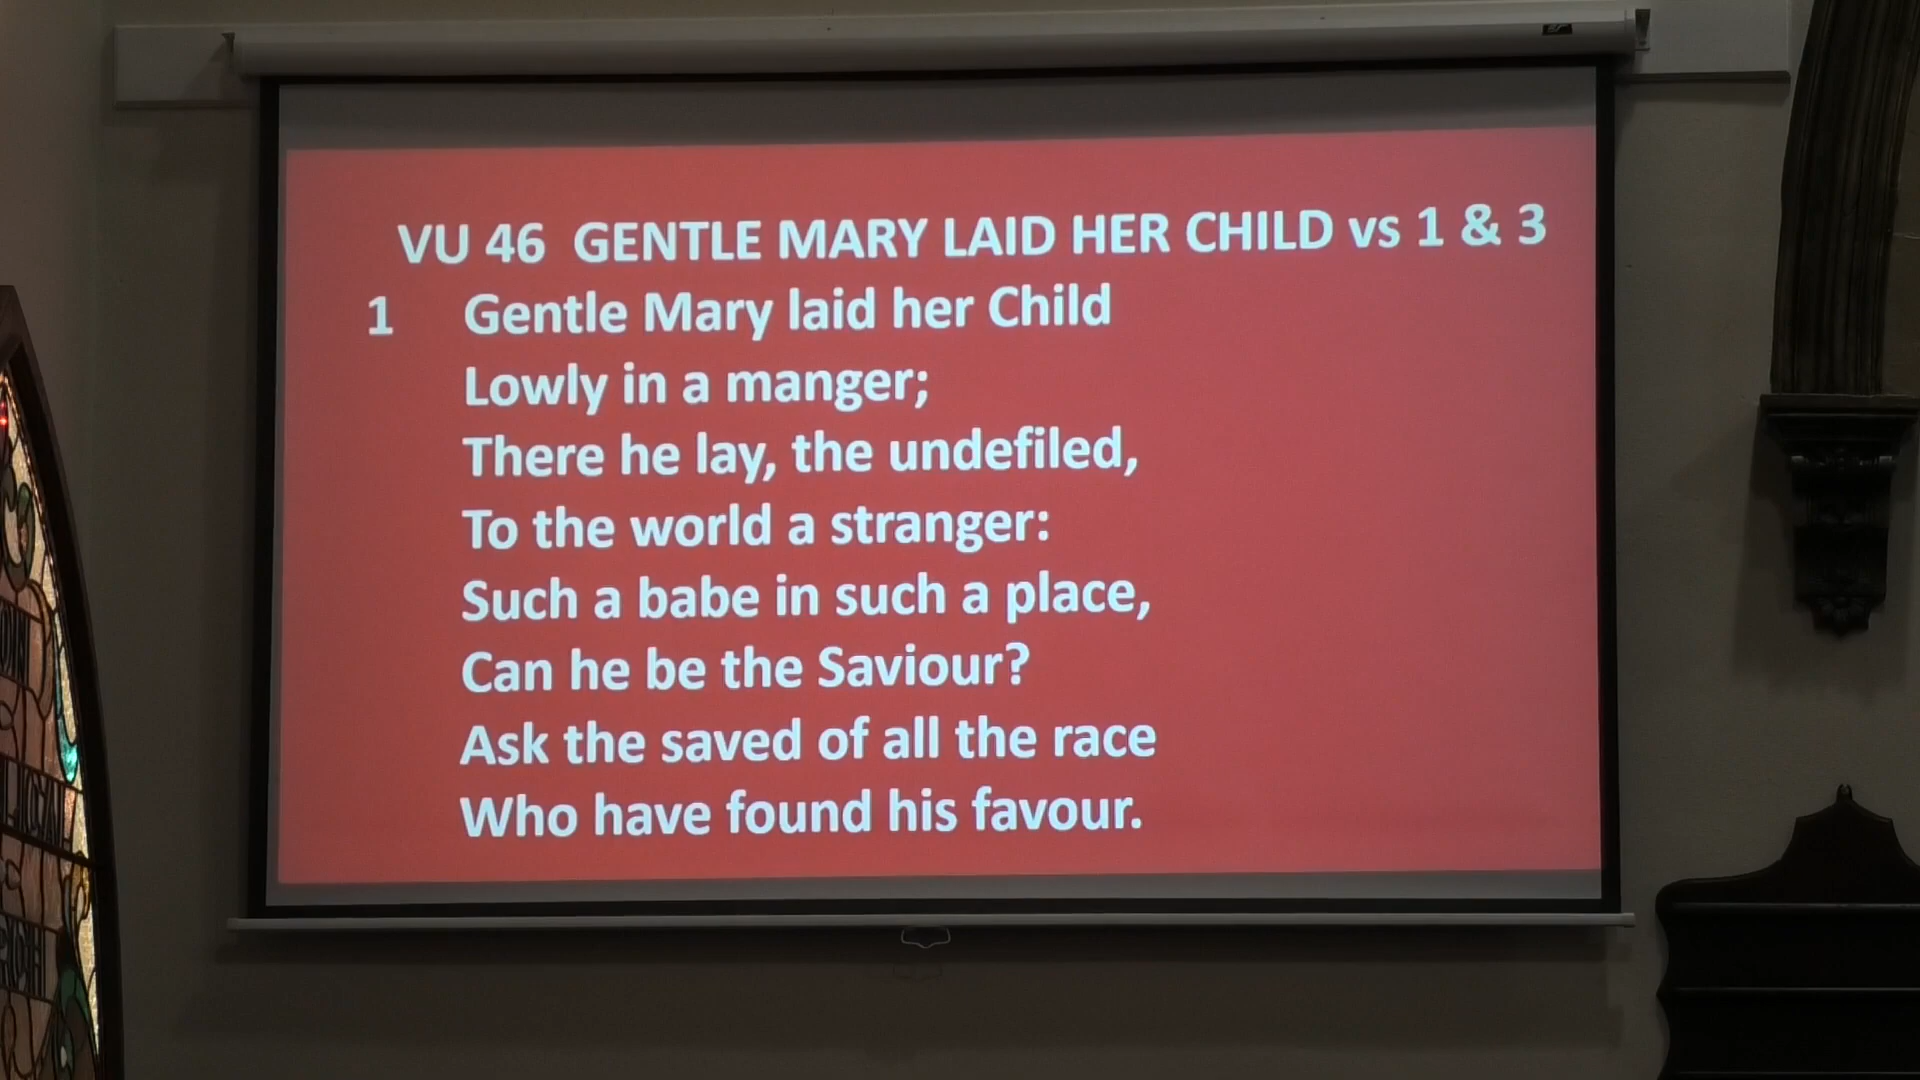 VU 46 GENTLE MARY LAID HER CHILD vs 1 & 3
1 Gentle Mary laid her Child
Lowly in a manger;
There he lay, the undefiled,
To the world a stranger:
Such a babe in such a place,
Can he be the Saviour?
Ask the saved of all the race
Who have found his favour.